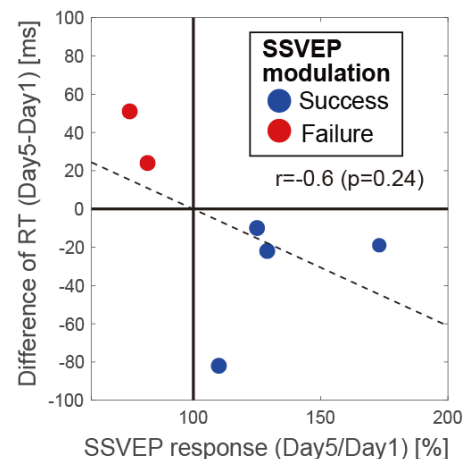 SSVEP
modulation
Success
Failure
r=-0.6 (p=0.24)
100
80
60
40
20
0
-20
-40
-60
-80
-100
Difference of RT (Day5-Day1) [ms]
100
150
200
SSVEP response (Day5/Day1) [%]